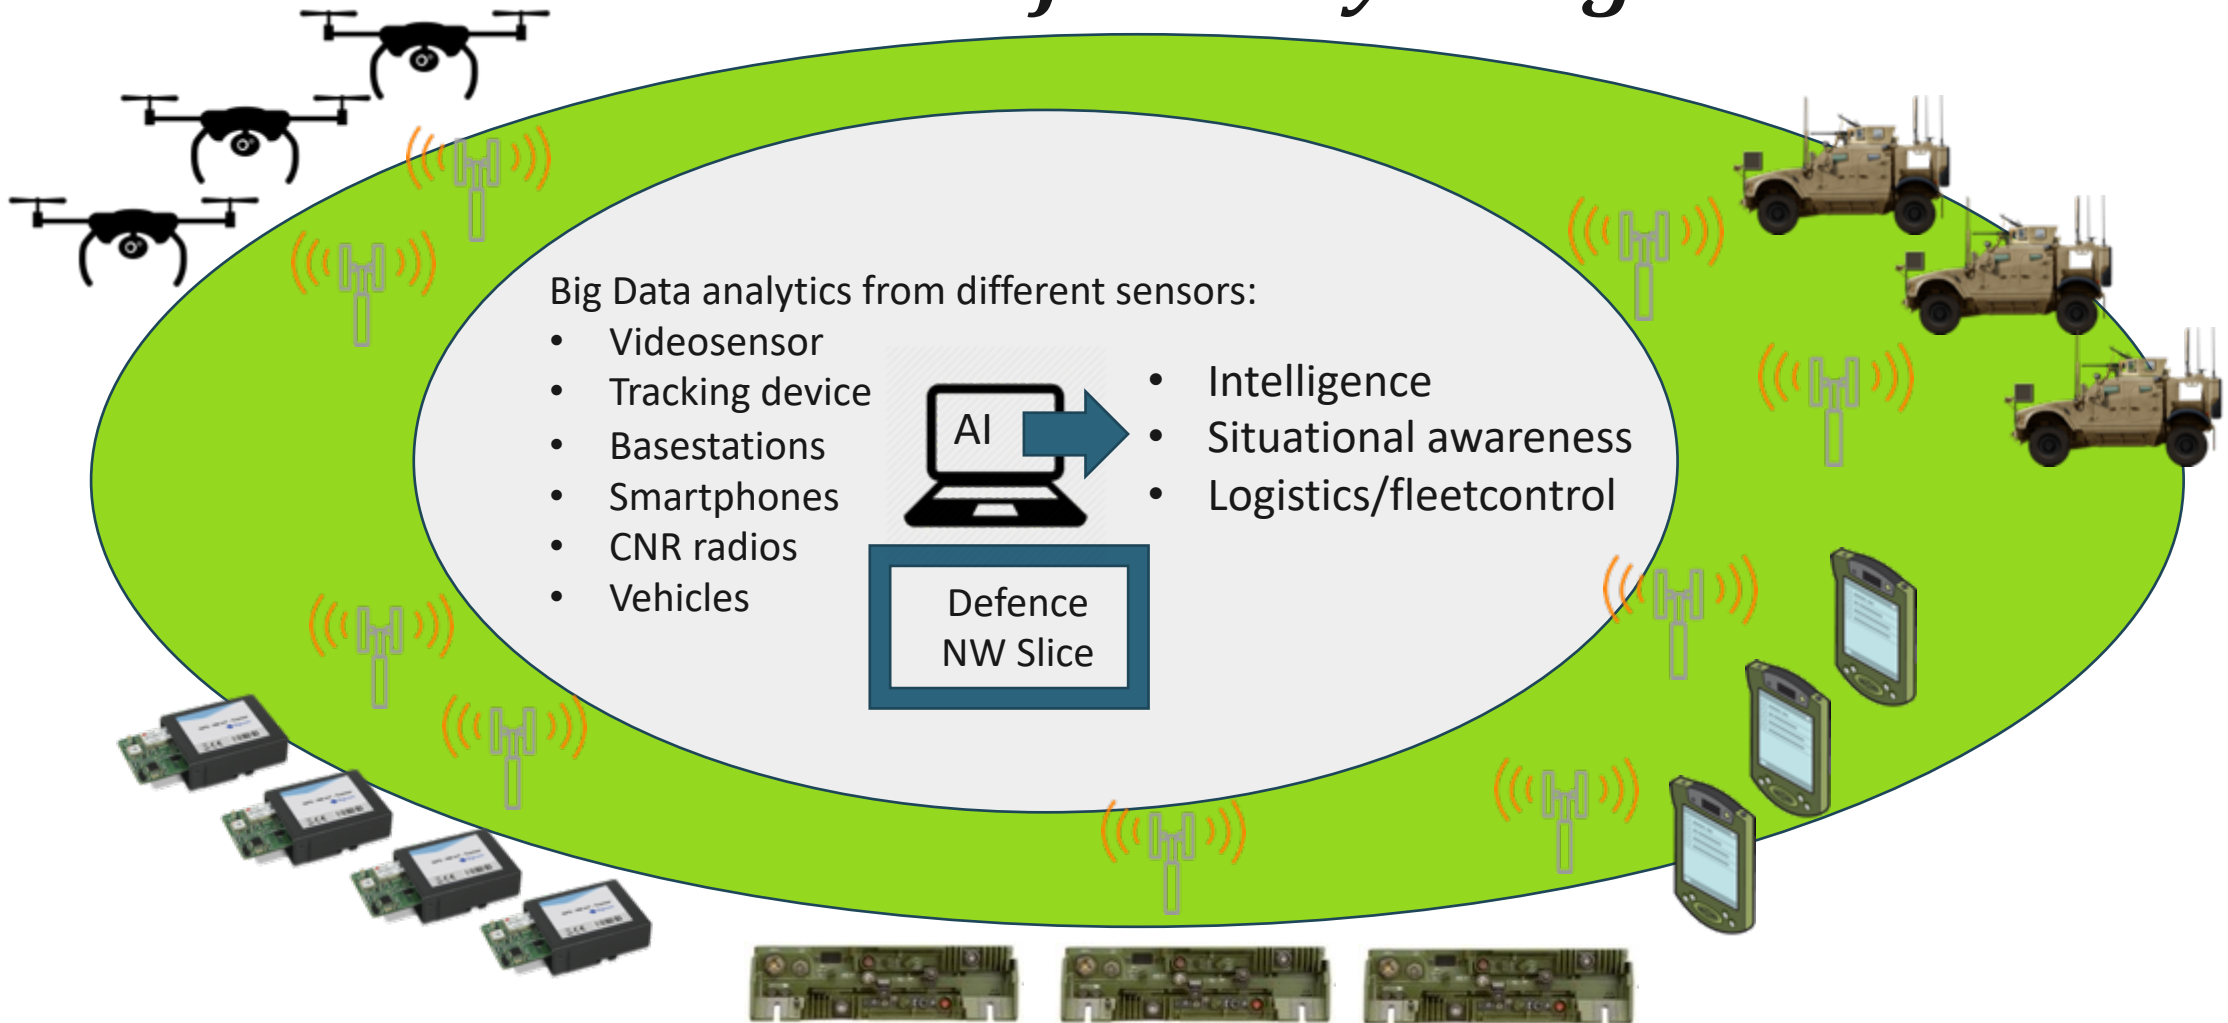 Big Data analytics from different sensors:
• Videosensor
• Tracking device
• Basestations
• Smartphones
• CNR radios
• Vehicles
AI
• Intelligence
• Situational awareness
• Logistics/fleetcontrol
Defence
NW Slice